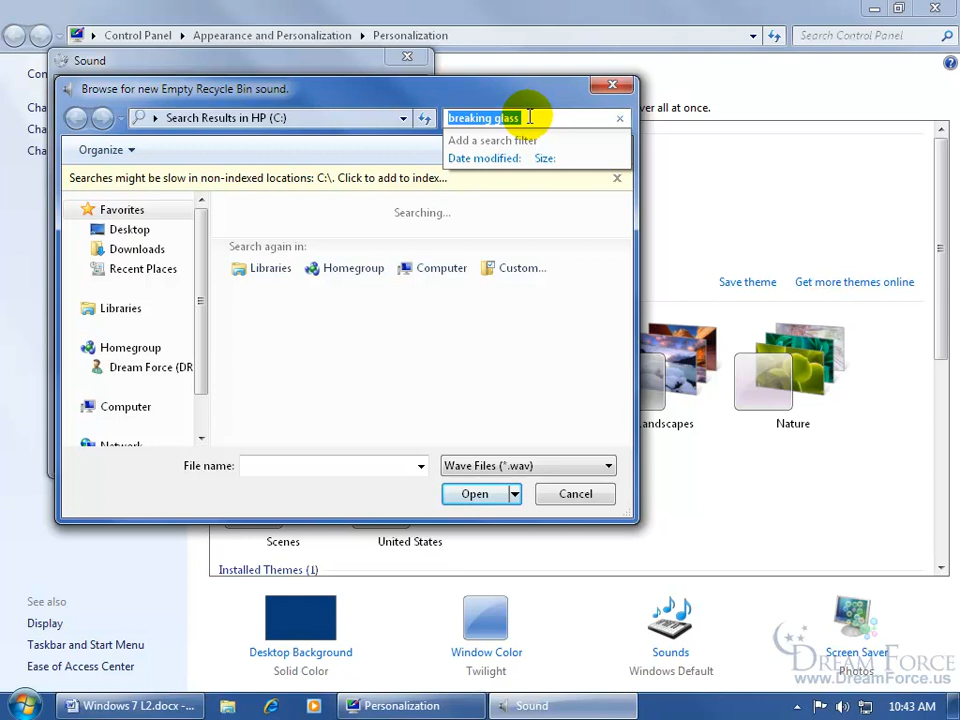 Control Panel
Appearance and Personalization
Personalization
Search Control Panel
Con
Sound
Cha
Cha
Cha
ver all at once.
Browse for new Empty Recycle Bin sound.
Search Results in HP (C:)
breaking glass
Add a search filter
Date modified: Size:
Organize
Searches might be slow in non-indexed locations: C:\. Click to add to index...
Favorites
Desktop
Downloads
Recent Places
Libraries
Homegroup
Dream Force (DR
Computer
Network
Searching...
Search again in:
Libraries
Homegroup
Computer
Custom...
File name:
Wave Files (*.wav)
Open
Cancel
Save theme
Get more themes online
andscapes
Nature
Scenes
United States
Installed Themes (1)
See also
Display
Taskbar and Start Menu
Ease of Access Center
Desktop Background
Solid Color
Window Color
Twilight
Sounds
Windows Default
Screen Saver
Photos
DREAM FORCE
www.DreamForce.us
Windows 7 L2.docx -...
Personalization
Sound
10:43 AM